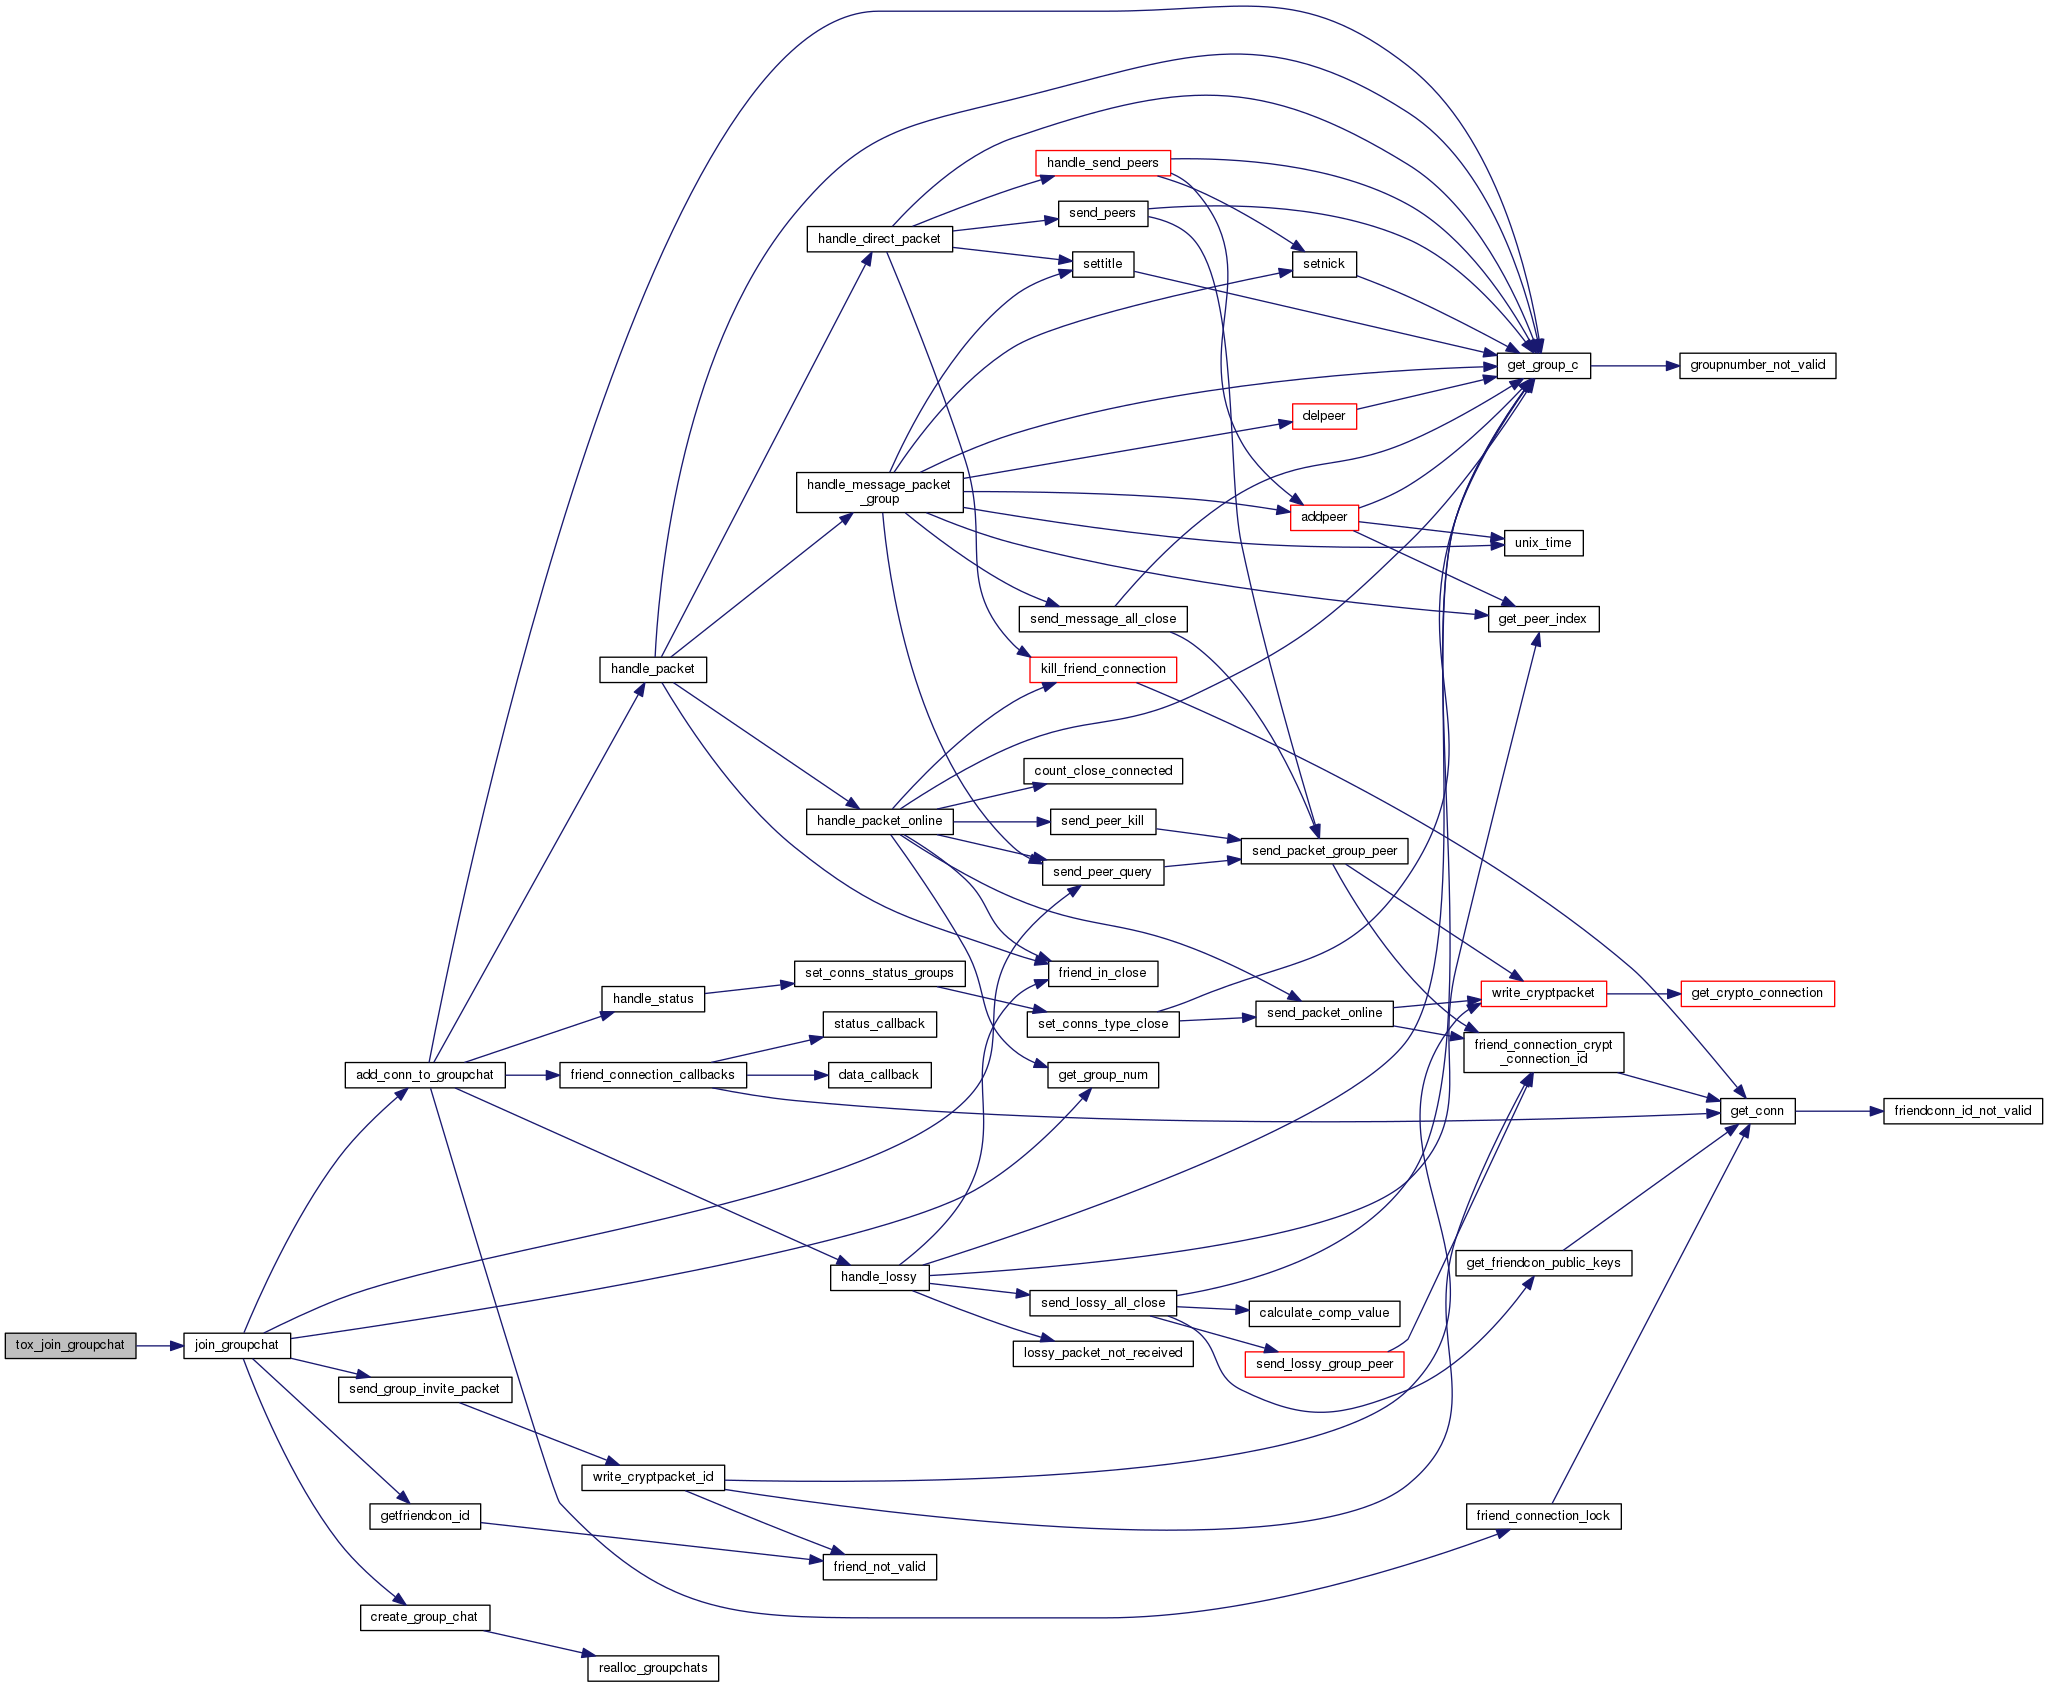 handle_send_peers
send_peers
handle_direct_packet
settitle
setnick
get_group_c
groupnumber_not_valid
delpeer
handle_message_packet
_group
addpeer
unix_time
send_message_all_close
get_peer_index
handle_packet
kill_friend_connection
count_close_connected
handle_packet_online
send_peer_kill
send_packet_group_peer
send_peer_query
set_conns_status_groups
friend_in_close
handle_status
write_cryptpacket
get_crypto_connection
status_callback
set_conns_type_close
send_packet_online
friend_connection_crypt
_connection_id
add_conn_to_groupchat
friend_connection_callbacks
data_callback
get_group_num
get_conn
friendconn_id_not_valid
get_friendcon_public_keys
handle_lossy
send_lossy_all_close
calculate_comp_value
tox_join_groupchat
join_groupchat
lossy_packet_not_received
send_lossy_group_peer
send_group_invite_packet
write_cryptpacket_id
getfriendcon_id
friend_connection_lock
friend_not_valid
create_group_chat
realloc_groupchats